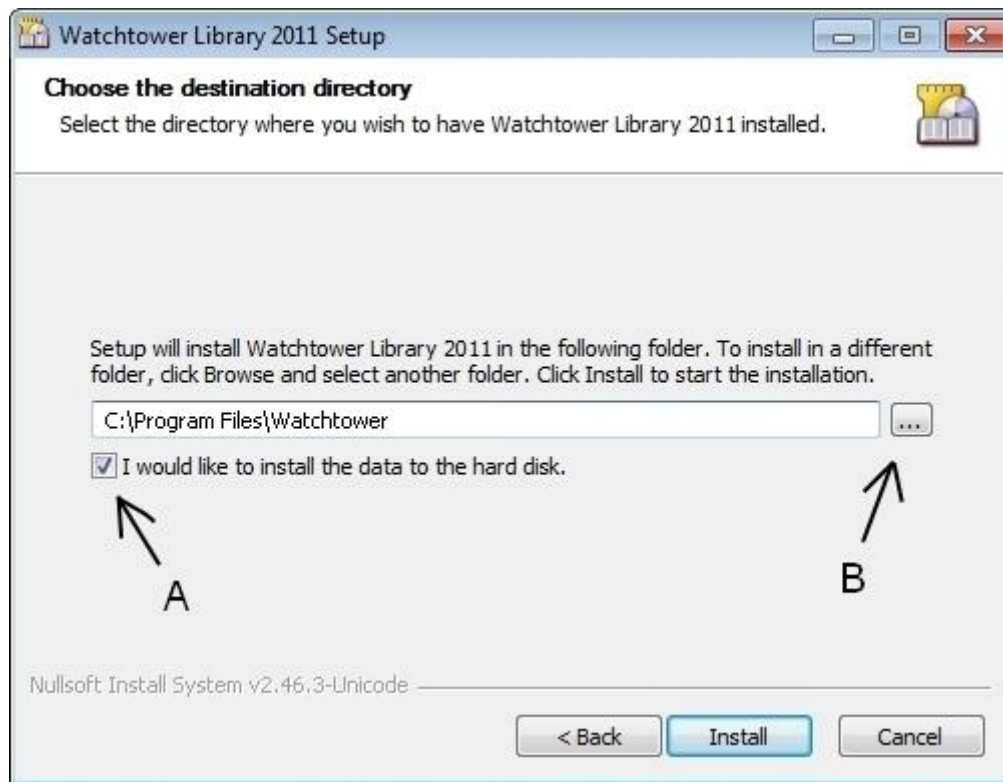 Watchtower Library 2011 Setup
Choose the destination directory
Select the directory where you wish to have Watchtower Library 2011 installed.
Setup will install Watchtower Library 2011 in the following folder. To install in a different
folder, click Browse and select another folder. Click Install to start the installation.
C:\Program Files\Watchtower
...
I would like to install the data to the hard disk.
A
B
Nullsoft Install System v2.46.3-Unicode
< Back
Install
Cancel